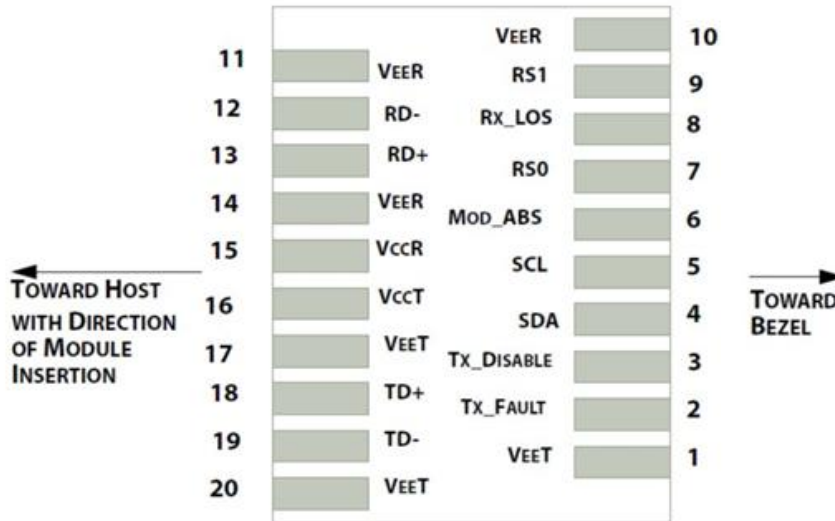 11 VEER
12 RD-
13 RD+
14 VEER
15 VCCR
16 VCCT
17 VEET
18 TD+
19 TD-
20 VEET
VEER 10
RS1 9
RX_LOS 8
RS0 7
MOD_ABS 6
SCL 5
SDA 4
TX_DISABLE 3
TX_FAULT 2
VEET 1
TOWARD HOST
WITH DIRECTION
OF MODULE
INSERTION
TOWARD
BEZEL